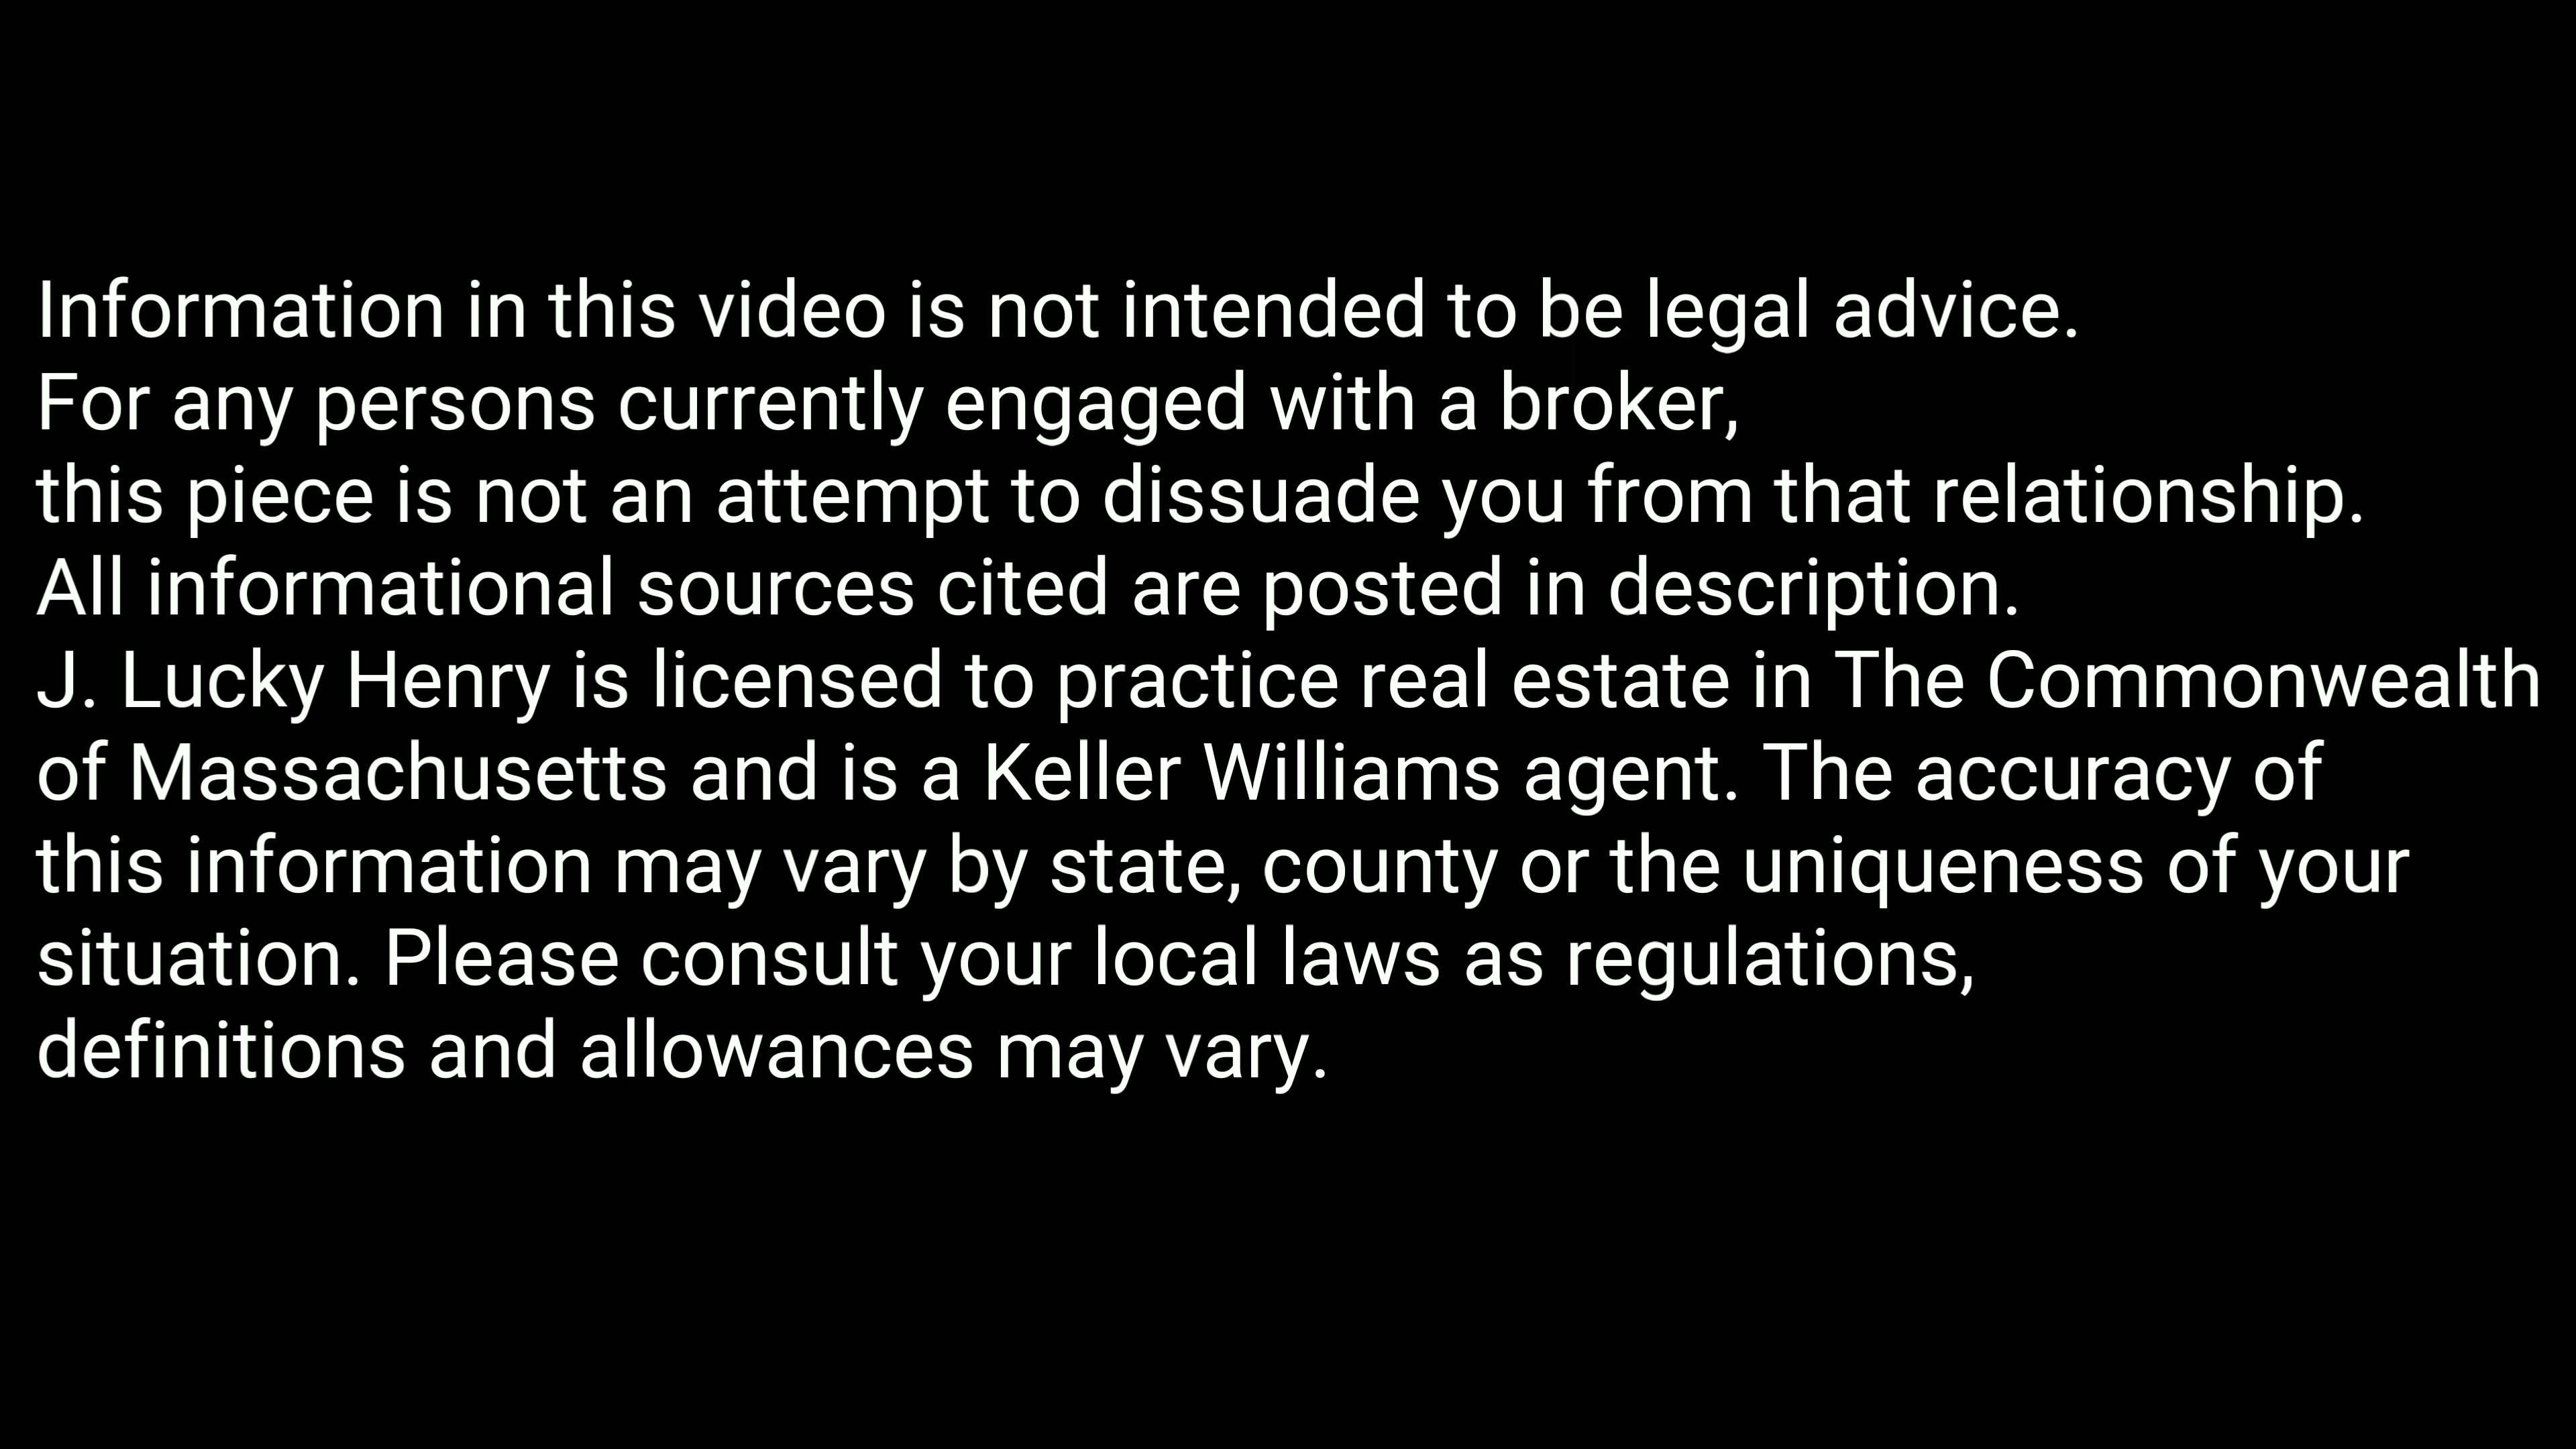 Information in this video is not intended to be legal advice.
For any persons currently engaged with a broker,
this piece is not an attempt to dissuade you from that relationship.
All informational sources cited are posted in description.
J. Lucky Henry is licensed to practice real estate in The Commonwealth
of Massachusetts and is a Keller Williams agent. The accuracy of
this information may vary by state, county or the uniqueness of your
situation. Please consult your local laws as regulations,
definitions and allowances may vary.